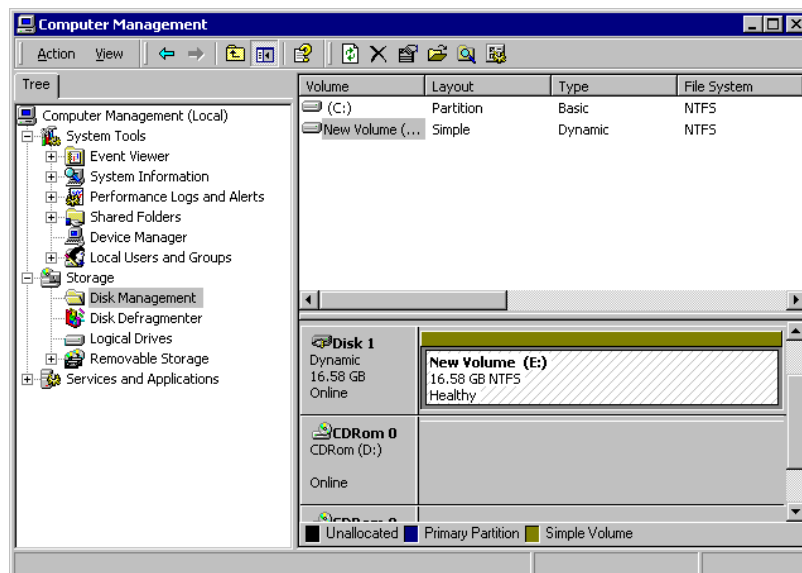 Computer Management
Action View
Tree
Computer Management (Local)
System Tools
Event Viewer
System Information
Performance Logs and Alerts
Shared Folders
Device Manager
Local Users and Groups
Storage
Disk Management
Disk Defragmenter
Logical Drives
Removable Storage
Services and Applications
Volume Layout Type File System
(C:) Partition Basic NTFS
New Volume (... Simple Dynamic NTFS
Disk 1
Dynamic
16.58 GB
Online
New Volume (E:)
16.58 GB NTFS
Healthy
CDRom 0
CDRom (D:)
Online
Unallocated Primary Partition Simple Volume